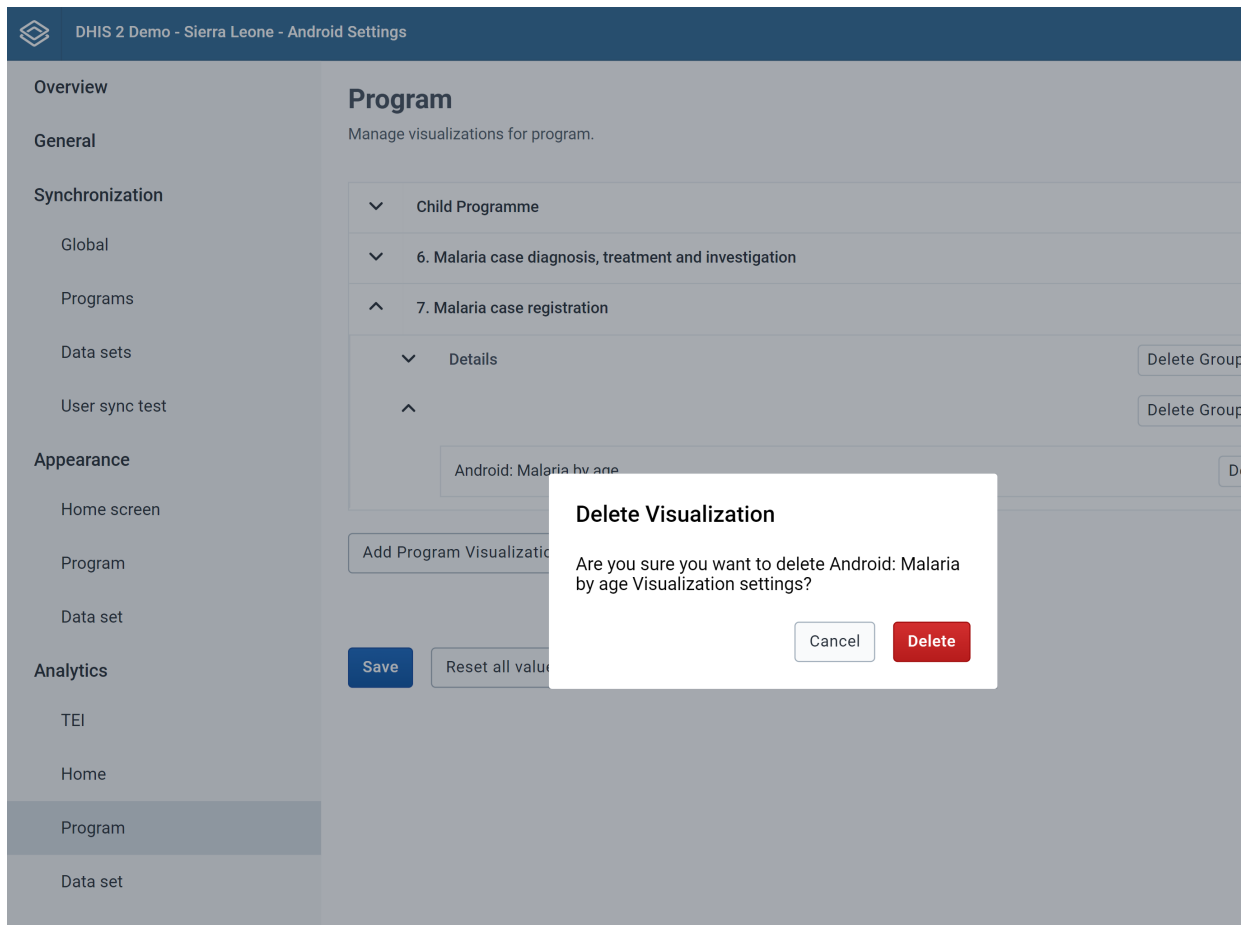 DHIS 2 Demo - Sierra Leone - Android Settings
Overview
General
Synchronization
Global
Programs
Data sets
User sync test
Appearance
Home screen
Program
Data set
Analytics
TEI
Home
Program
Data set
Program
Manage visualizations for program.
Child Programme
6. Malaria case diagnosis, treatment and investigation
7. Malaria case registration
Details
Delete Group
Delete Group
Android: Malaria by age
Add Program Visualizatio
Save
Reset all value
Delete Visualization
Are you sure you want to delete Android: Malaria
by age Visualization settings?
Cancel
Delete